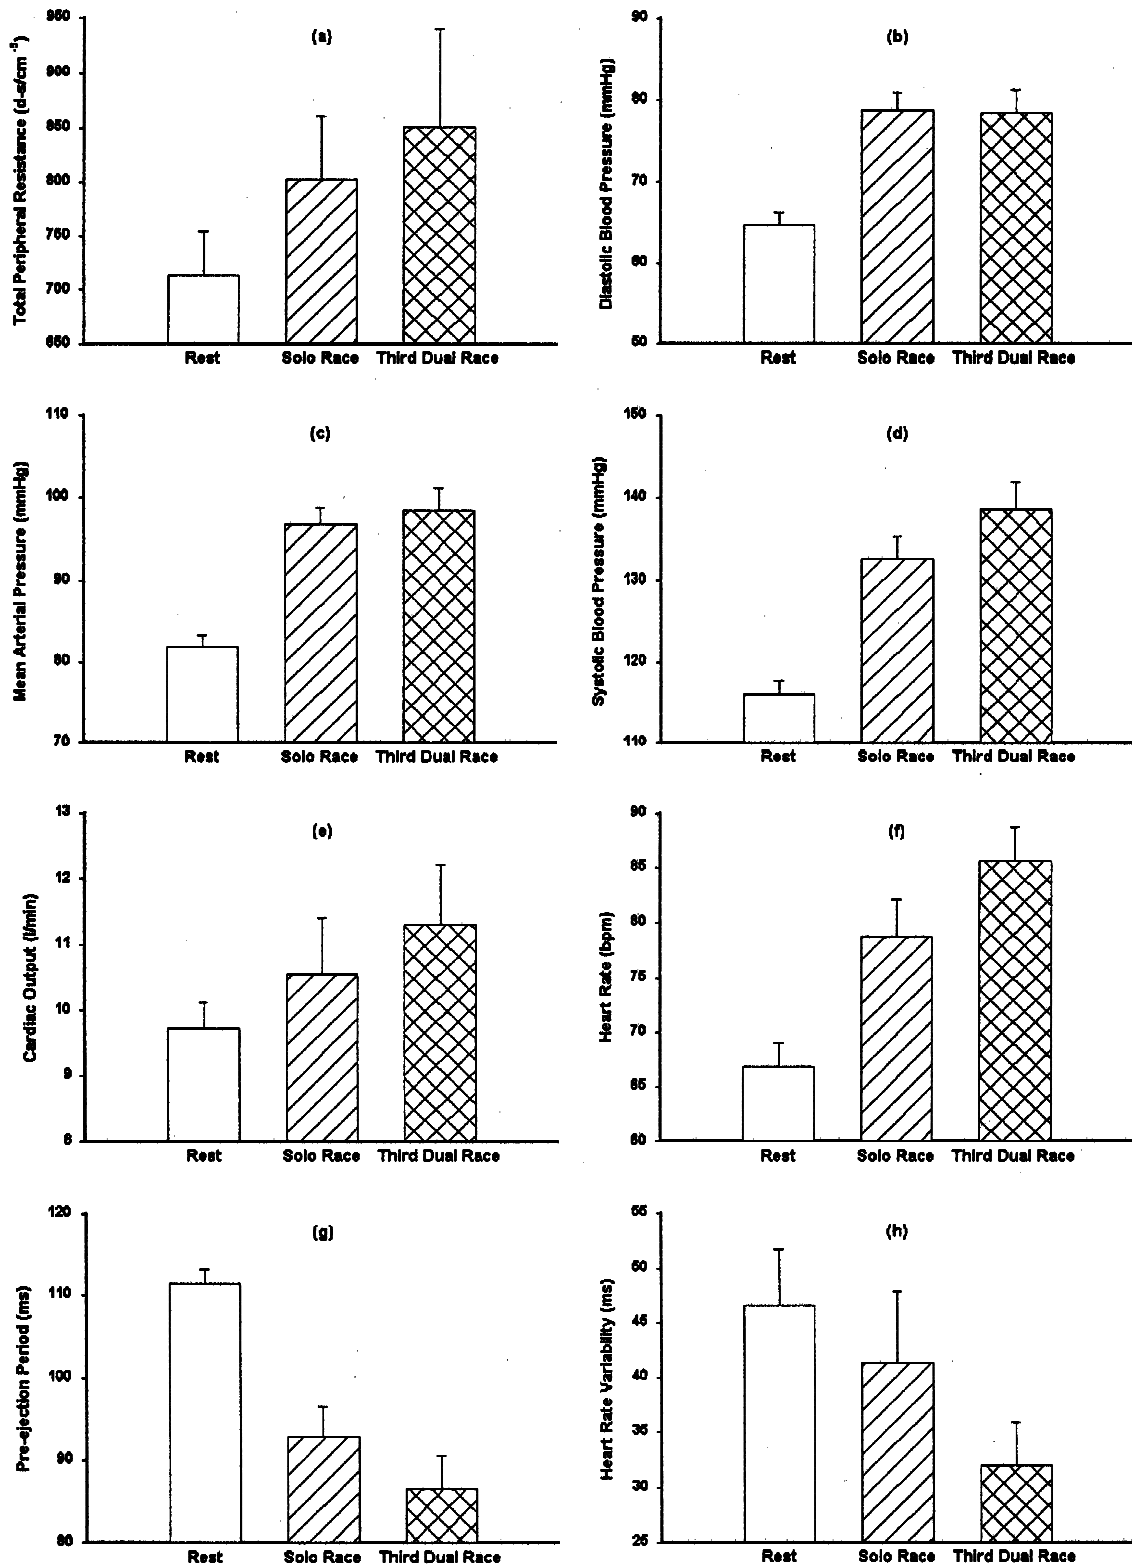 (a)
Total Peripheral Resistance (d-s/cm -5)
950
900
850
800
750
700
650
Rest Solo Race Third Dual Race
(b)
Diastolic Blood Pressure (mmHg)
90
80
70
60
50
Rest Solo Race Third Dual Race
(c)
Mean Arterial Pressure (mmHg)
110
100
90
80
70
Rest Solo Race Third Dual Race
(d)
Systolic Blood Pressure (mmHg)
150
140
130
120
110
Rest Solo Race Third Dual Race
(e)
Cardiac Output (l/min)
13
12
11
10
9
8
Rest Solo Race Third Dual Race
(f)
Heart Rate (bpm)
90
85
80
75
70
65
60
Rest Solo Race Third Dual Race
(g)
Pre-ejection Period (ms)
120
110
100
90
80
Rest Solo Race Third Dual Race
(h)
Heart Rate Variability (ms)
55
50
45
40
35
30
25
Rest Solo Race Third Dual Race